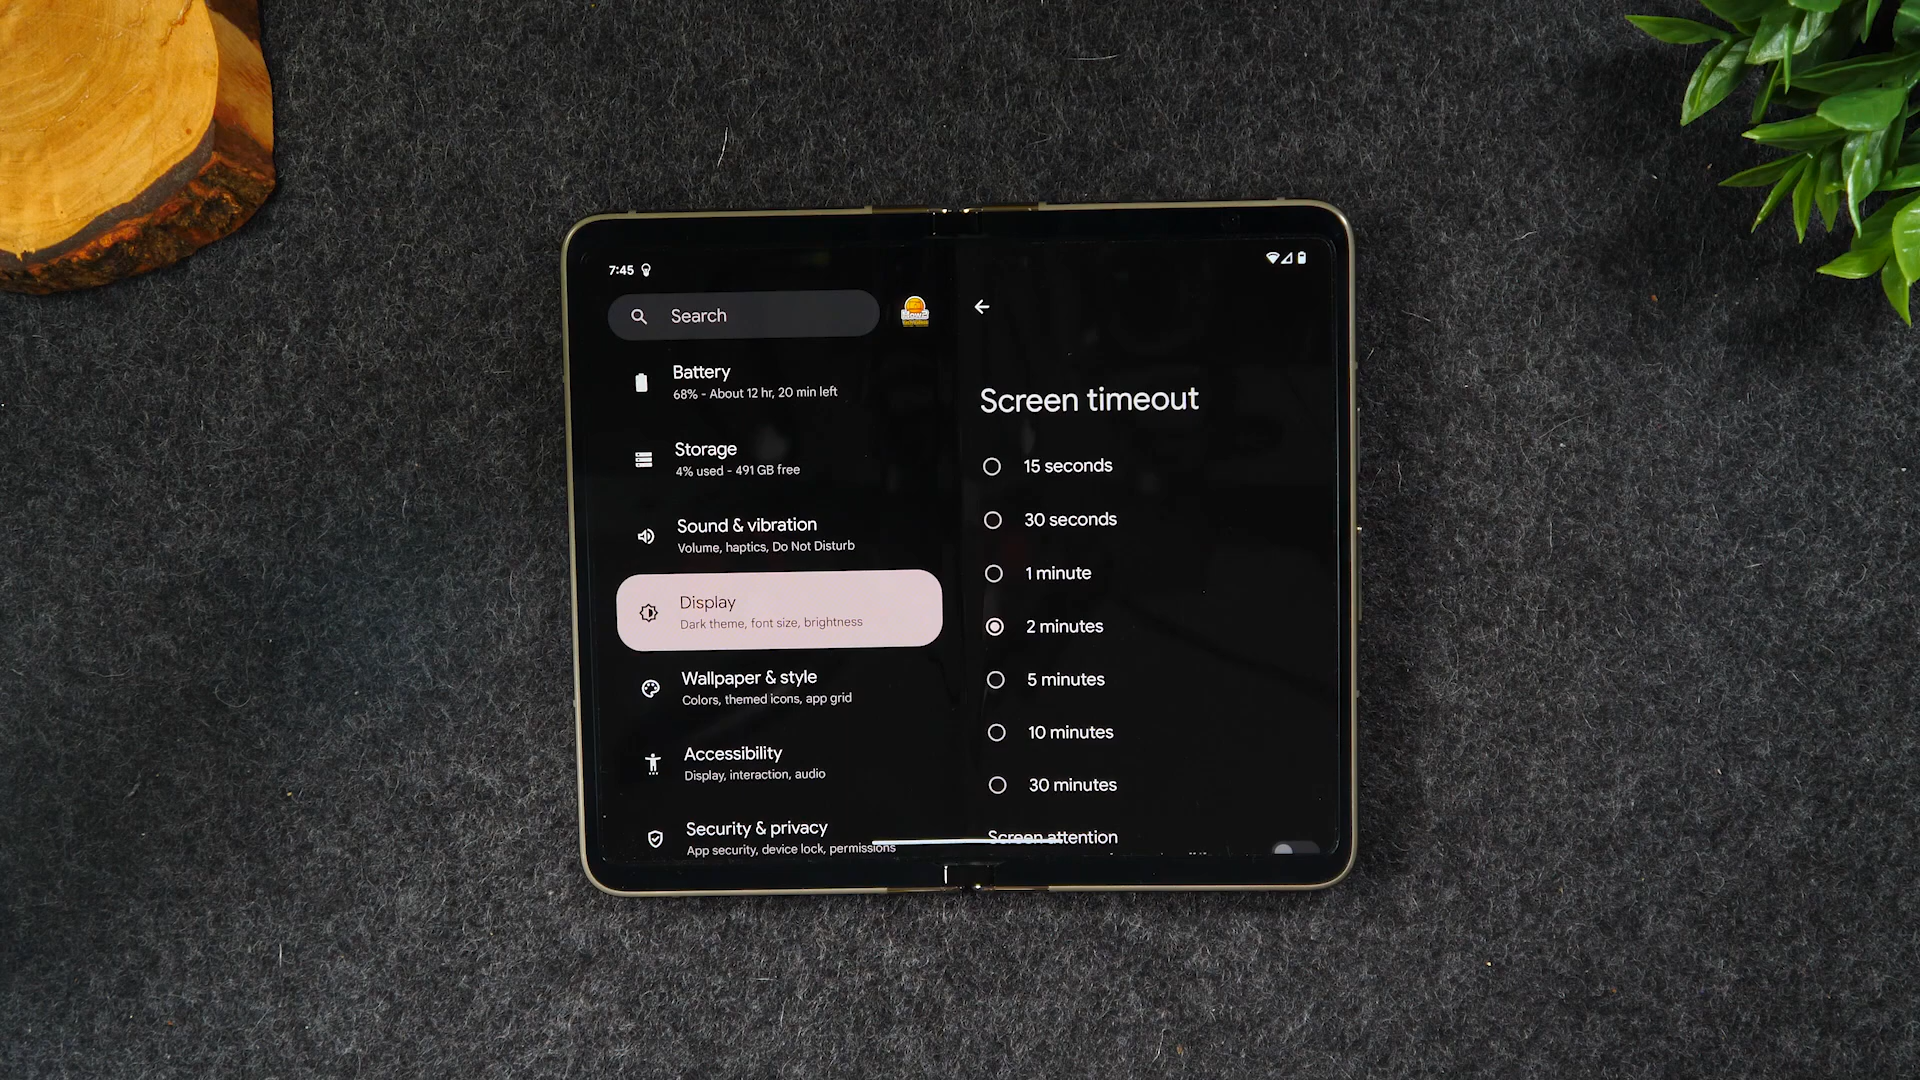 7:45
Search
Battery
68% - About 12 hr, 20 min left
Storage
4% used - 491 GB free
Sound & vibration
Volume, haptics, Do Not Disturb
Display
Dark theme, font size, brightness
Wallpaper & style
Colors, themed icons, app grid
Accessibility
Display, interaction, audio
Security & privacy
App security, device lock, permissions
Screen timeout
15 seconds
30 seconds
1 minute
2 minutes
5 minutes
10 minutes
30 minutes
Screen attention